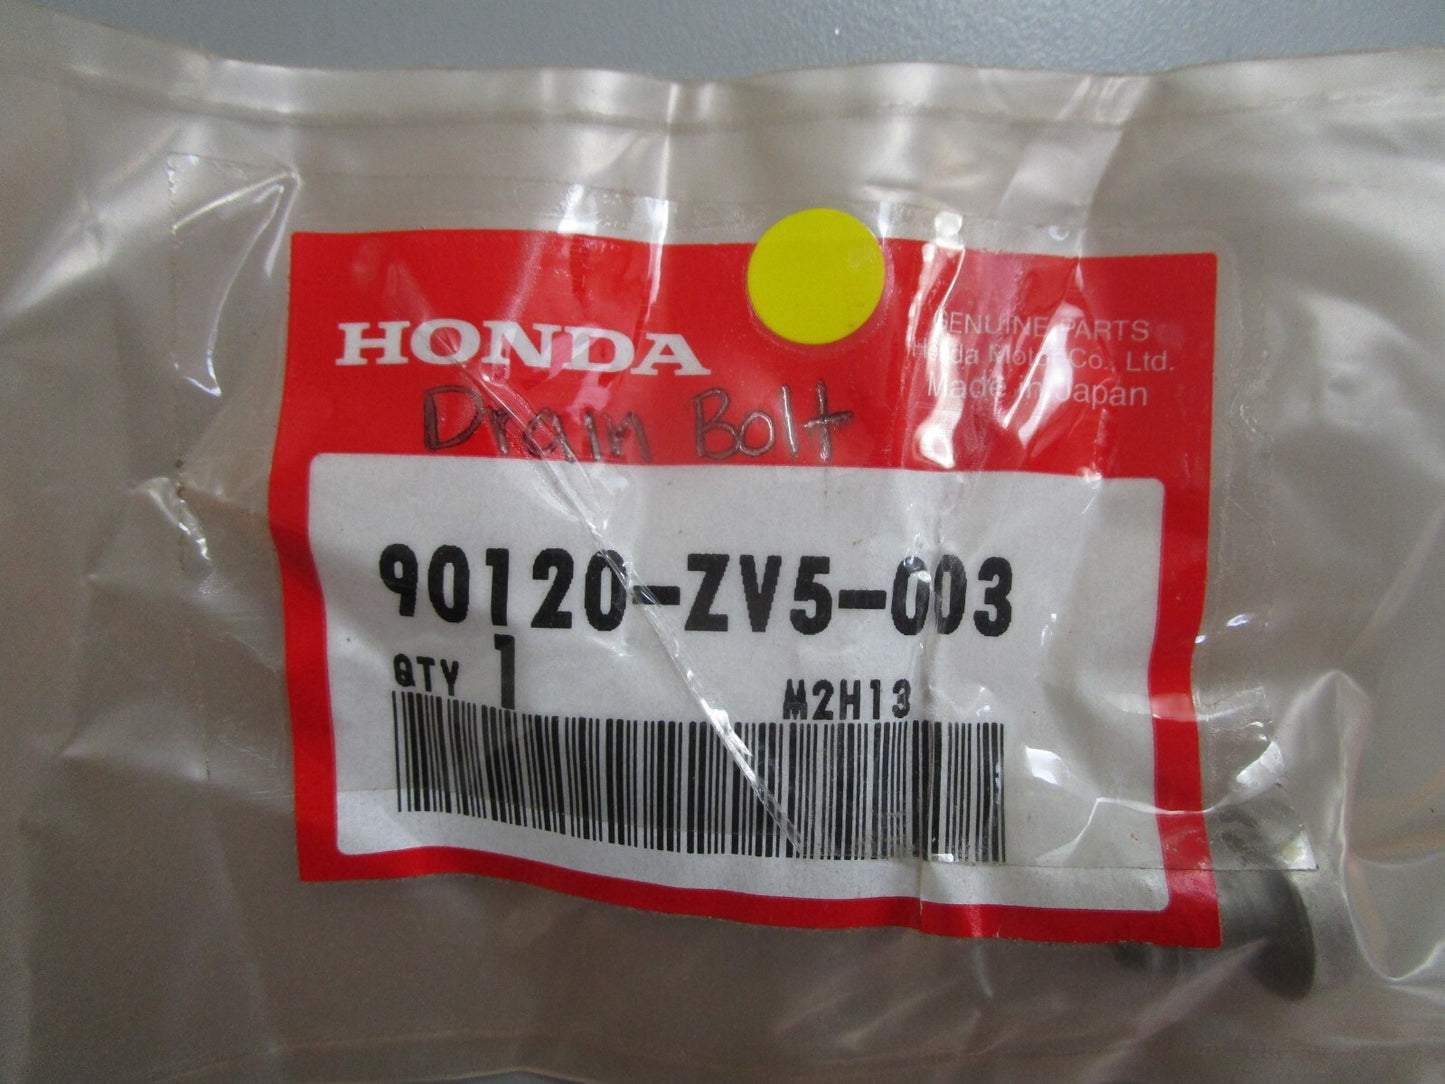 HONDA
GENUINE PARTS
Honda Motor Co., Ltd.
Made in Japan
Drain Bolt
90120-ZV5-003
QTY 1
M2H13